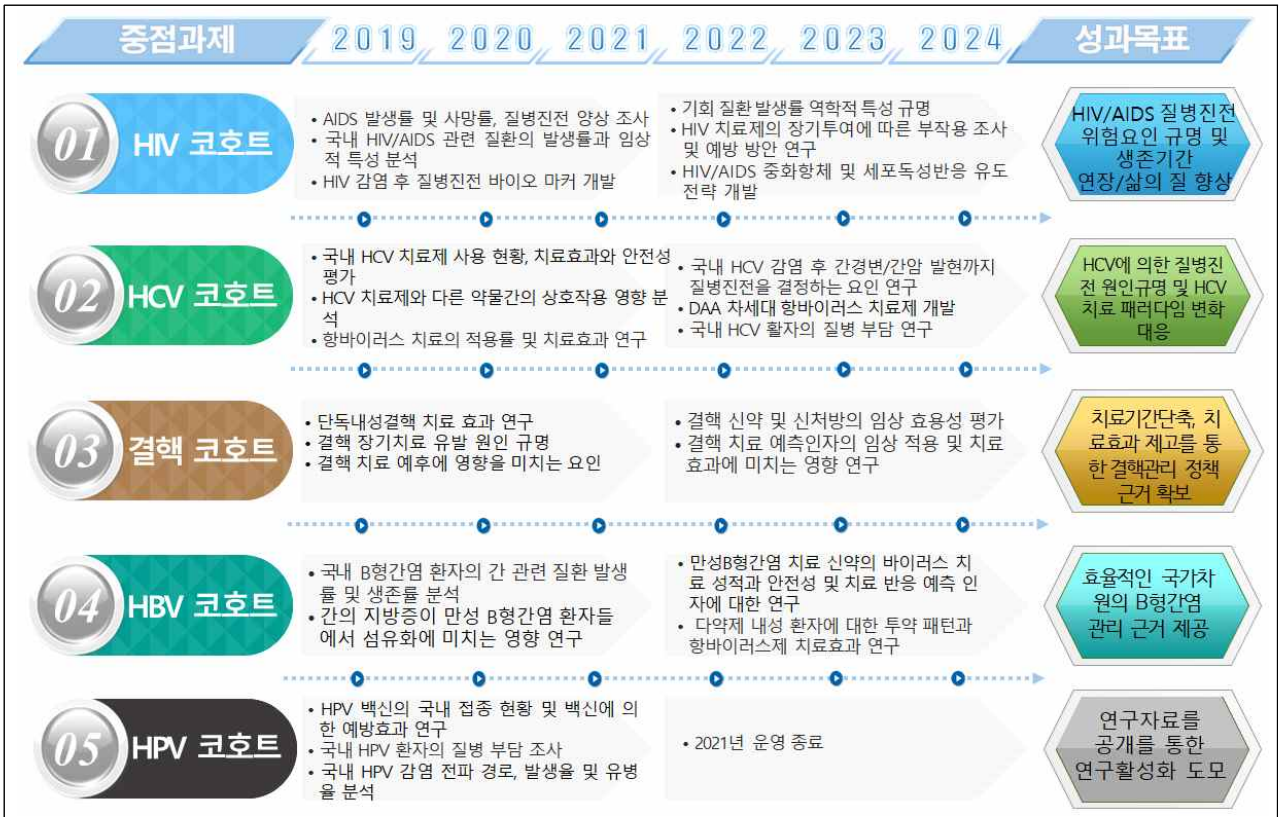 중점과제 2019 2020 2021 2022 2023 2024 성과목표
01 HIV 코호트
• AIDS 발생률 및 사망률, 질병진전 양상 조사
• 국내 HIV/AIDS 관련 질환의 발생률과 임상
적 특성 분석
• HIV 감염 후 질병진전 바이오 마커 개발
• 기회 질환 발생률 역학적 특성 규명
• HIV 치료제의 장기투여에 따른 부작용 조사
및 예방 방안 연구
• HIV/AIDS 중화항체 및 세포독성반응 유도
전략 개발
HIV/AIDS 질병진전
위험요인 규명 및
생존기간
연장/삶의 질 향상
02 HCV 코호트
• 국내 HCV 치료제 사용 현황, 치료효과와 안전성
평가
• HCV 치료제와 다른 약물간의 상호작용 영향 분
석
• 항바이러스 치료의 적용률 및 치료효과 연구
• 국내 HCV 감염 후 간경변/간암 발현까지
질병진전을 결정하는 요인 연구
• DAA 차세대 항바이러스 치료제 개발
• 국내 HCV 활자의 질병 부담 연구
HCV에 의한 질병진
전 원인규명 및 HCV
치료 패러다임 변화
대응
03 결핵 코호트
• 단독내성결핵 치료 효과 연구
• 결핵 장기치료 유발 원인 규명
• 결핵 치료 예후에 영향을 미치는 요인
• 결핵 신약 및 신처방의 임상 효용성 평가
• 결핵 치료 예측인자의 임상 적용 및 치료
효과에 미치는 영향 연구
치료기간단축, 치
료효과 제고를 통
한 결핵관리 정책
근거 확보
04 HBV 코호트
• 국내 B형간염 환자의 간 관련 질환 발생
률 및 생존률 분석
• 간의 지방증이 만성 B형간염 환자들
에서 섬유화에 미치는 영향 연구
• 만성B형간염 치료 신약의 바이러스 치
료 성적과 안전성 및 치료 반응 예측 인
자에 대한 연구
• 다약제 내성 환자에 대한 투약 패턴과
항바이러스제 치료효과 연구
효율적인 국가차
원의 B형간염
관리 근거 제공
05 HPV 코호트
• HPV 백신의 국내 접종 현황 및 백신에 의
한 예방효과 연구
• 국내 HPV 환자의 질병 부담 조사
• 국내 HPV 감염 전파 경로, 발생율 및 유병
율 분석
• 2021년 운영 종료
연구자료를
공개를 통한
연구활성화 도모